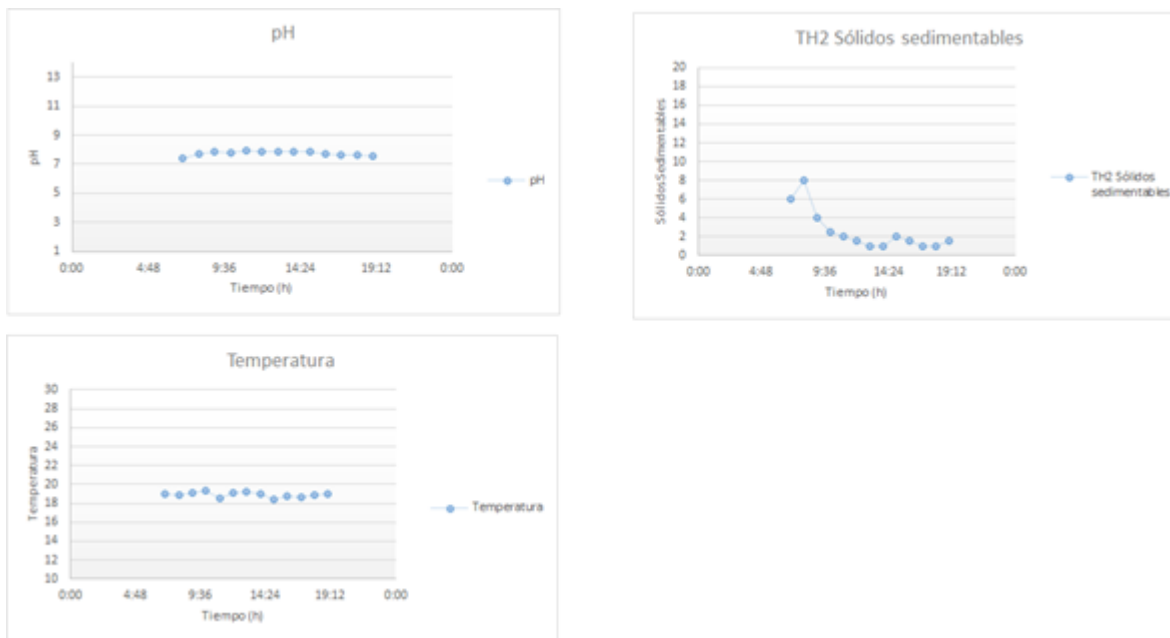 pH
13
11
9
7
5
3
1
pH
0:00 4:48 9:36 14:24 19:12 0:00
Tiempo (h)
pH
TH2 Sólidos sedimentables
20
18
16
14
12
10
8
6
4
2
0
SólidosSedimentables
0:00 4:48 9:36 14:24 19:12 0:00
Tiempo (h)
TH2 Sólidos
sedimentables
Temperatura
30
28
26
24
22
20
18
16
14
12
10
Temperatura
0:00 4:48 9:36 14:24 19:12 0:00
Tiempo (h)
Temperatura